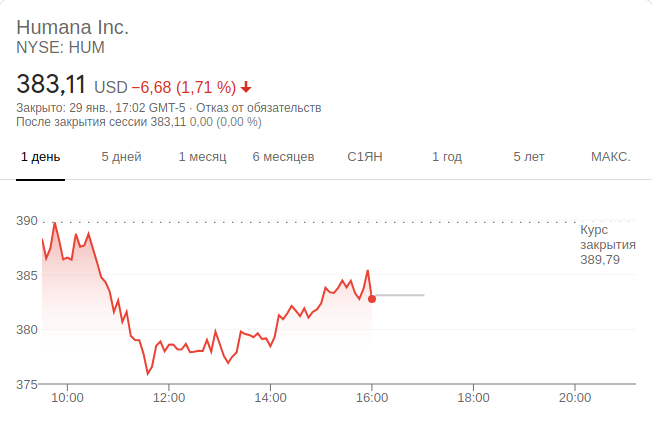 Humana Inc.
NYSE: HUM
383,11 USD −6,68 (1,71 %)
Закрыто: 29 янв., 17:02 GMT-5 · Отказ от обязательств
После закрытия сессии 383,11 0,00 (0,00 %)
1 день 5 дней 1 месяц 6 месяцев С1ЯН 1 год 5 лет МАКС.
390
Курс
закрытия
389,79
385
380
375
10:00 12:00 14:00 16:00 18:00 20:00